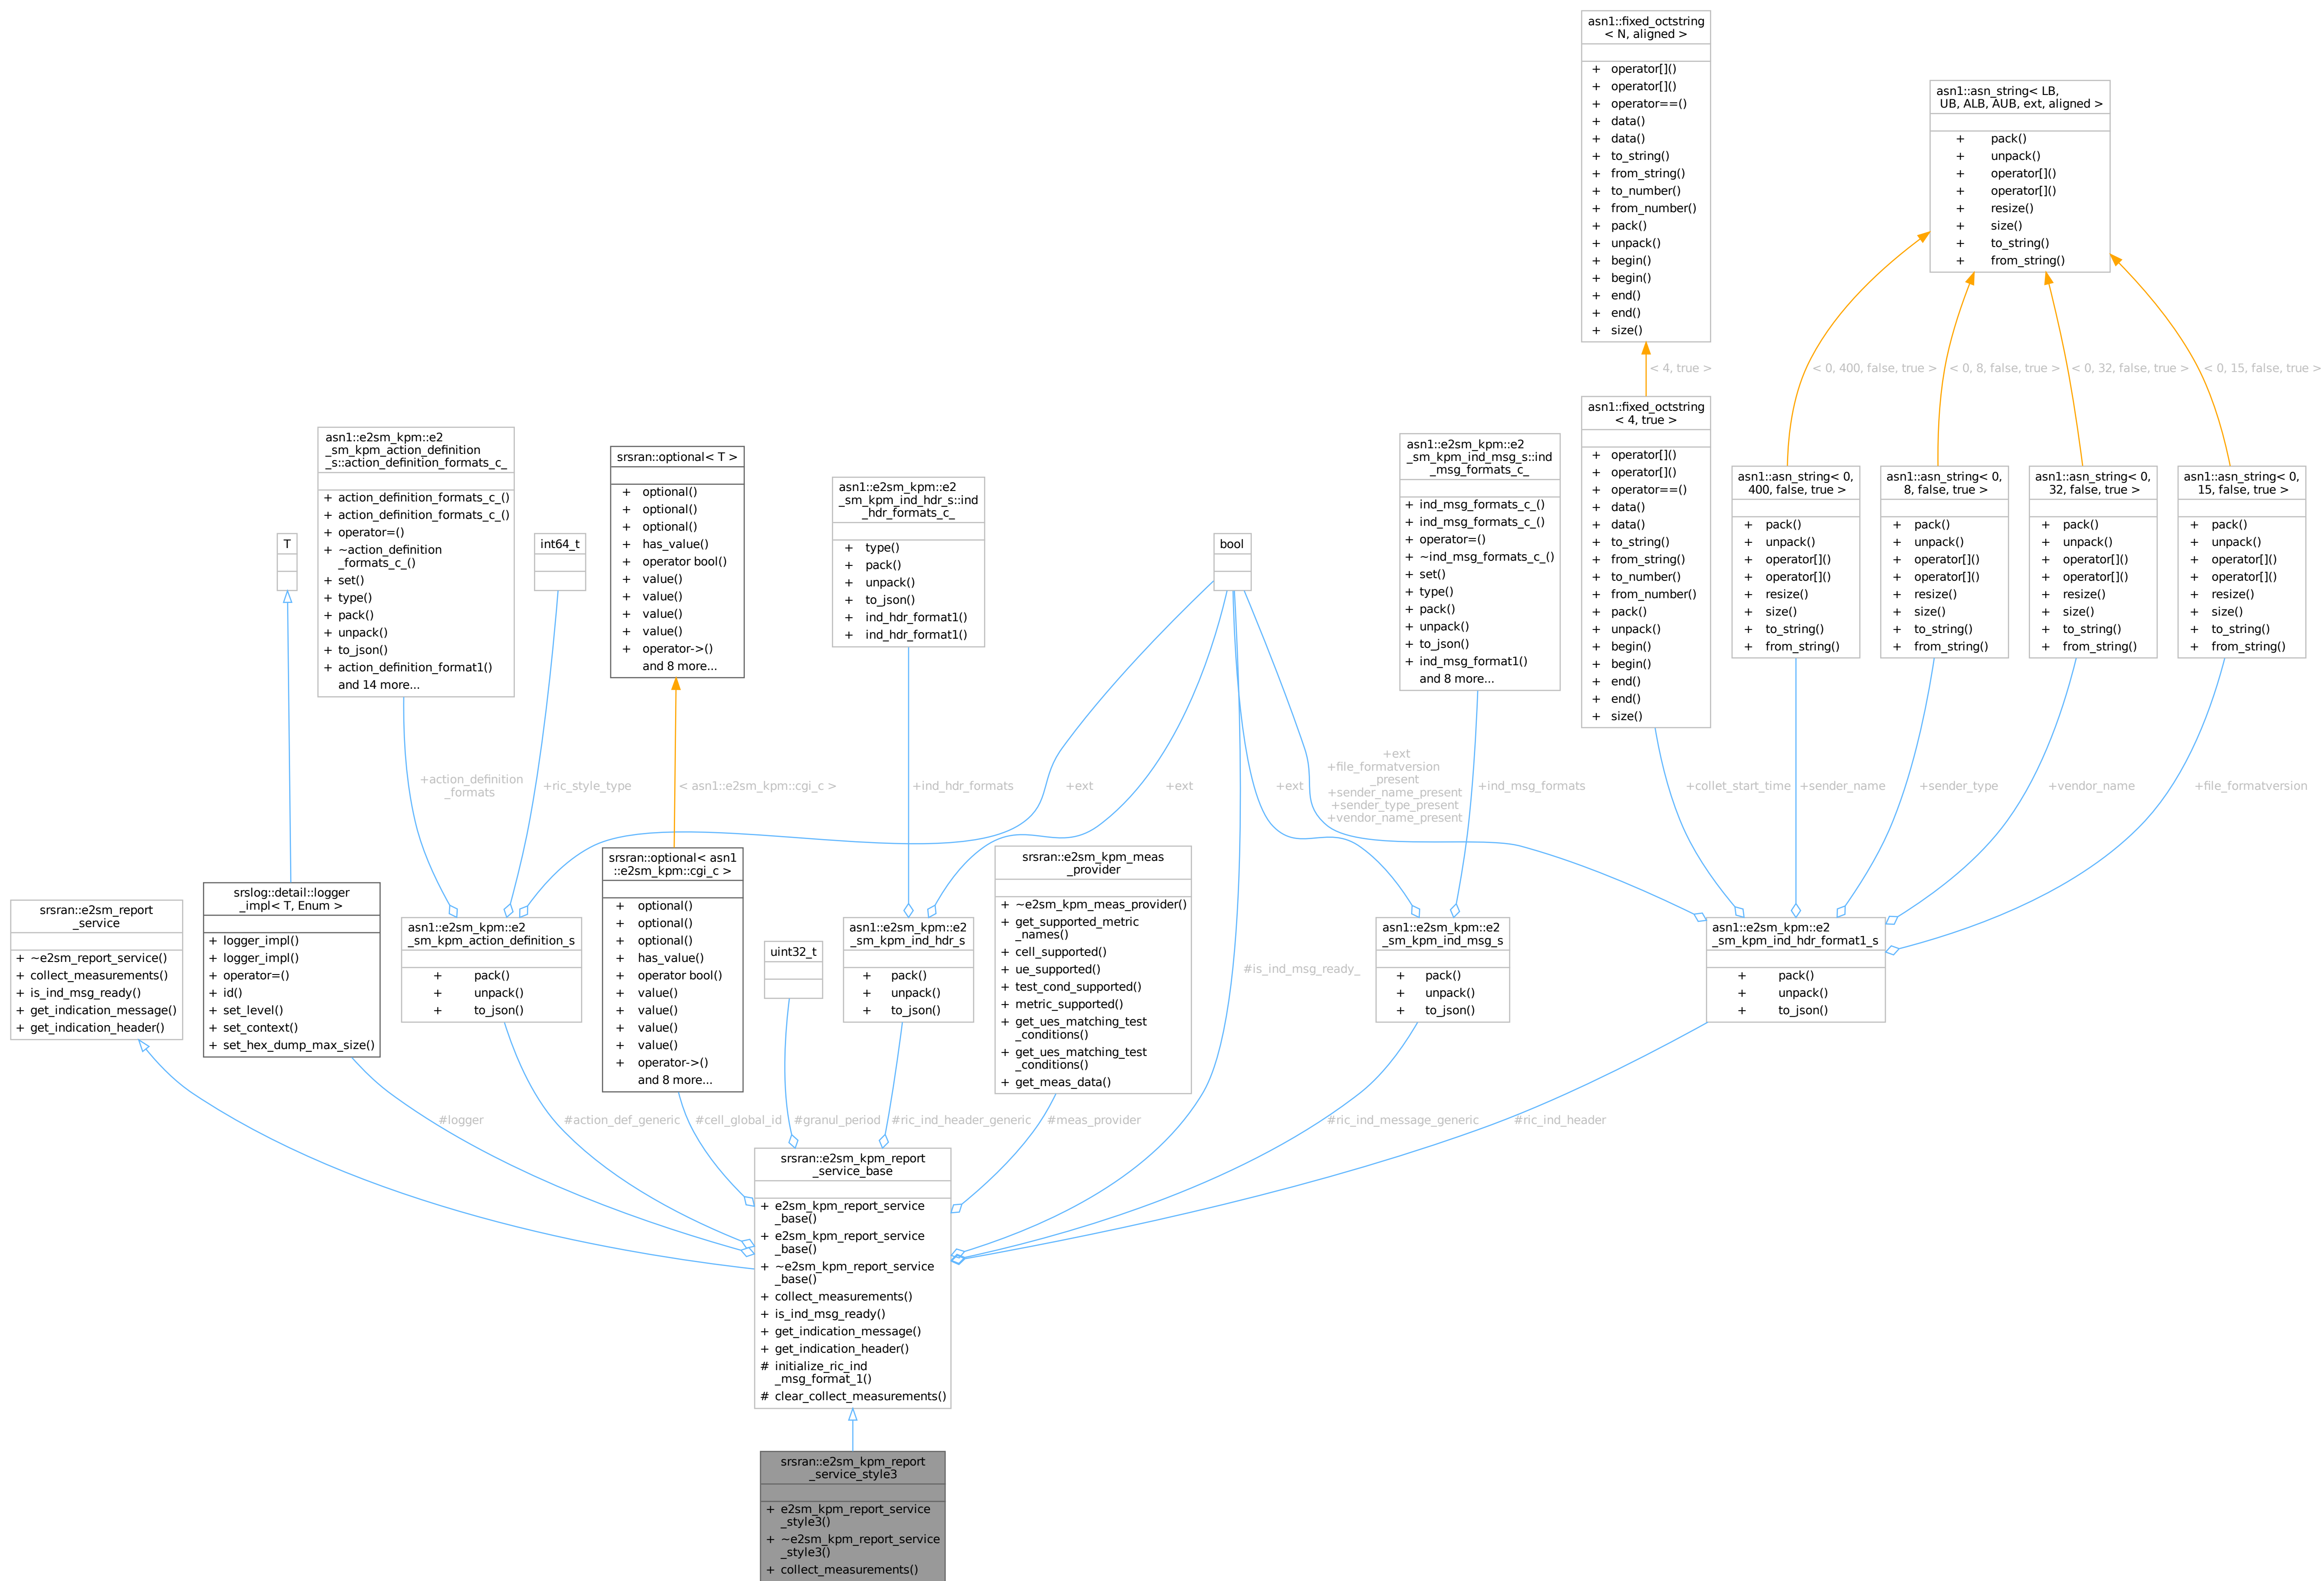 asn1::fixed_octstring
< N, aligned >
+ operator[]()
+ operator[]()
+ operator==()
+ data()
+ data()
+ to_string()
+ from_string()
+ to_number()
+ from_number()
+ pack()
+ unpack()
+ begin()
+ begin()
+ end()
+ end()
+ size()
asn1::asn_string< LB,
UB, ALB, AUB, ext, aligned >
+ pack()
+ unpack()
+ operator[]()
+ operator[]()
+ resize()
+ size()
+ to_string()
+ from_string()
< 4, true >
< 0, 400, false, true >
< 0, 8, false, true >
< 0, 32, false, true >
< 0, 15, false, true >
T
asn1::e2sm_kpm::e2
_sm_kpm_action_definition
_s::action_definition_formats_c_
+ action_definition_formats_c_()
+ action_definition_formats_c_()
+ operator=()
+ ~action_definition
_formats_c_()
+ set()
+ type()
+ pack()
+ unpack()
+ to_json()
+ action_definition_format1()
and 14 more...
int64_t
srsran::optional< T >
+ optional()
+ optional()
+ optional()
+ has_value()
+ operator bool()
+ value()
+ value()
+ value()
+ value()
+ operator->()
and 8 more...
asn1::e2sm_kpm::e2
_sm_kpm_ind_hdr_s::ind
_hdr_formats_c_
+ type()
+ pack()
+ unpack()
+ to_json()
+ ind_hdr_format1()
+ ind_hdr_format1()
bool
asn1::e2sm_kpm::e2
_sm_kpm_ind_msg_s::ind
_msg_formats_c_
+ ind_msg_formats_c_()
+ ind_msg_formats_c_()
+ operator=()
+ ~ind_msg_formats_c_()
+ set()
+ type()
+ pack()
+ unpack()
+ to_json()
+ ind_msg_format1()
and 8 more...
asn1::fixed_octstring
< 4, true >
+ operator[]()
+ operator[]()
+ operator==()
+ data()
+ data()
+ to_string()
+ from_string()
+ to_number()
+ from_number()
+ pack()
+ unpack()
+ begin()
+ begin()
+ end()
+ end()
+ size()
asn1::asn_string< 0,
400, false, true >
+ pack()
+ unpack()
+ operator[]()
+ operator[]()
+ resize()
+ size()
+ to_string()
+ from_string()
asn1::asn_string< 0,
8, false, true >
+ pack()
+ unpack()
+ operator[]()
+ operator[]()
+ resize()
+ size()
+ to_string()
+ from_string()
asn1::asn_string< 0,
32, false, true >
+ pack()
+ unpack()
+ operator[]()
+ operator[]()
+ resize()
+ size()
+ to_string()
+ from_string()
asn1::asn_string< 0,
15, false, true >
+ pack()
+ unpack()
+ operator[]()
+ operator[]()
+ resize()
+ size()
+ to_string()
+ from_string()
+action_definition
_formats
+ric_style_type
< asn1::e2sm_kpm::cgi_c >
+ind_hdr_formats
+ext
+ext
+ext
+ext
+file_formatversion
_present
+sender_name_present
+sender_type_present
+vendor_name_present
+ind_msg_formats
+collet_start_time
+sender_name
+sender_type
+vendor_name
+file_formatversion
srsran::e2sm_report
_service
+ ~e2sm_report_service()
+ collect_measurements()
+ is_ind_msg_ready()
+ get_indication_message()
+ get_indication_header()
srslog::detail::logger
_impl< T, Enum >
+ logger_impl()
+ logger_impl()
+ operator=()
+ id()
+ set_level()
+ set_context()
+ set_hex_dump_max_size()
asn1::e2sm_kpm::e2
_sm_kpm_action_definition_s
+ pack()
+ unpack()
+ to_json()
srsran::optional< asn1
::e2sm_kpm::cgi_c >
+ optional()
+ optional()
+ optional()
+ has_value()
+ operator bool()
+ value()
+ value()
+ value()
+ value()
+ operator->()
and 8 more...
uint32_t
asn1::e2sm_kpm::e2
_sm_kpm_ind_hdr_s
+ pack()
+ unpack()
+ to_json()
srsran::e2sm_kpm_meas
_provider
+ ~e2sm_kpm_meas_provider()
+ get_supported_metric
_names()
+ cell_supported()
+ ue_supported()
+ test_cond_supported()
+ metric_supported()
+ get_ues_matching_test
_conditions()
+ get_ues_matching_test
_conditions()
+ get_meas_data()
#is_ind_msg_ready_
asn1::e2sm_kpm::e2
_sm_kpm_ind_msg_s
+ pack()
+ unpack()
+ to_json()
asn1::e2sm_kpm::e2
_sm_kpm_ind_hdr_format1_s
+ pack()
+ unpack()
+ to_json()
#logger
#action_def_generic
#cell_global_id
#granul_period
#ric_ind_header_generic
#meas_provider
#ric_ind_message_generic
#ric_ind_header
srsran::e2sm_kpm_report
_service_base
+ e2sm_kpm_report_service
_base()
+ e2sm_kpm_report_service
_base()
+ ~e2sm_kpm_report_service
_base()
+ collect_measurements()
+ is_ind_msg_ready()
+ get_indication_message()
+ get_indication_header()
# initialize_ric_ind
_msg_format_1()
# clear_collect_measurements()
srsran::e2sm_kpm_report
_service_style3
+ e2sm_kpm_report_service
_style3()
+ ~e2sm_kpm_report_service
_style3()
+ collect_measurements()